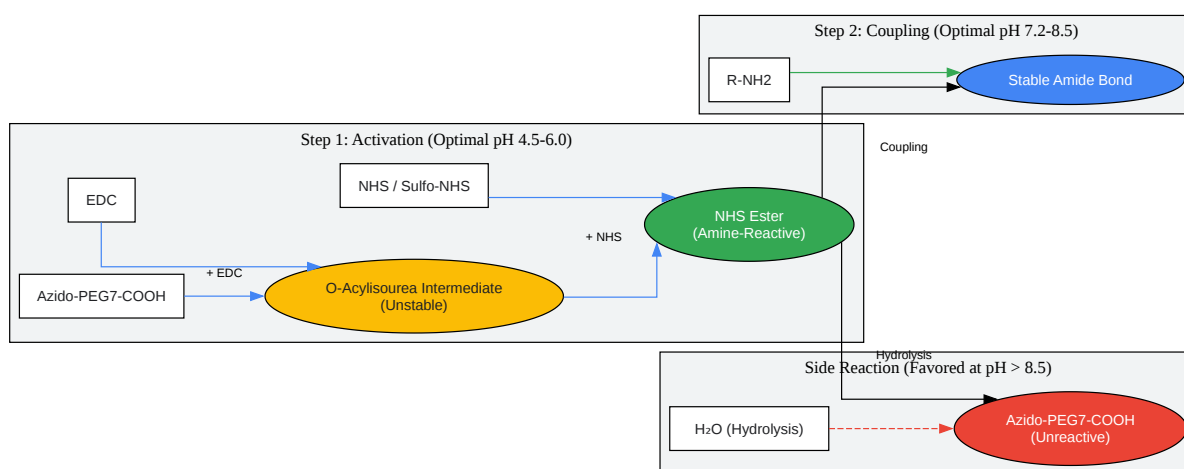 Step 2: Coupling (Optimal pH 7.2-8.5)
R-NH2
Stable Amide Bond
Coupling
Step 1: Activation (Optimal pH 4.5-6.0)
EDC
NHS / Sulfo-NHS
NHS Ester
(Amine-Reactive)
+ NHS
+ EDC
Azido-PEG7-COOH
O-Acylisourea Intermediate
(Unstable)
Hydrolysis
Side Reaction (Favored at pH > 8.5)
H₂O (Hydrolysis)
Azido-PEG7-COOH
(Unreactive)